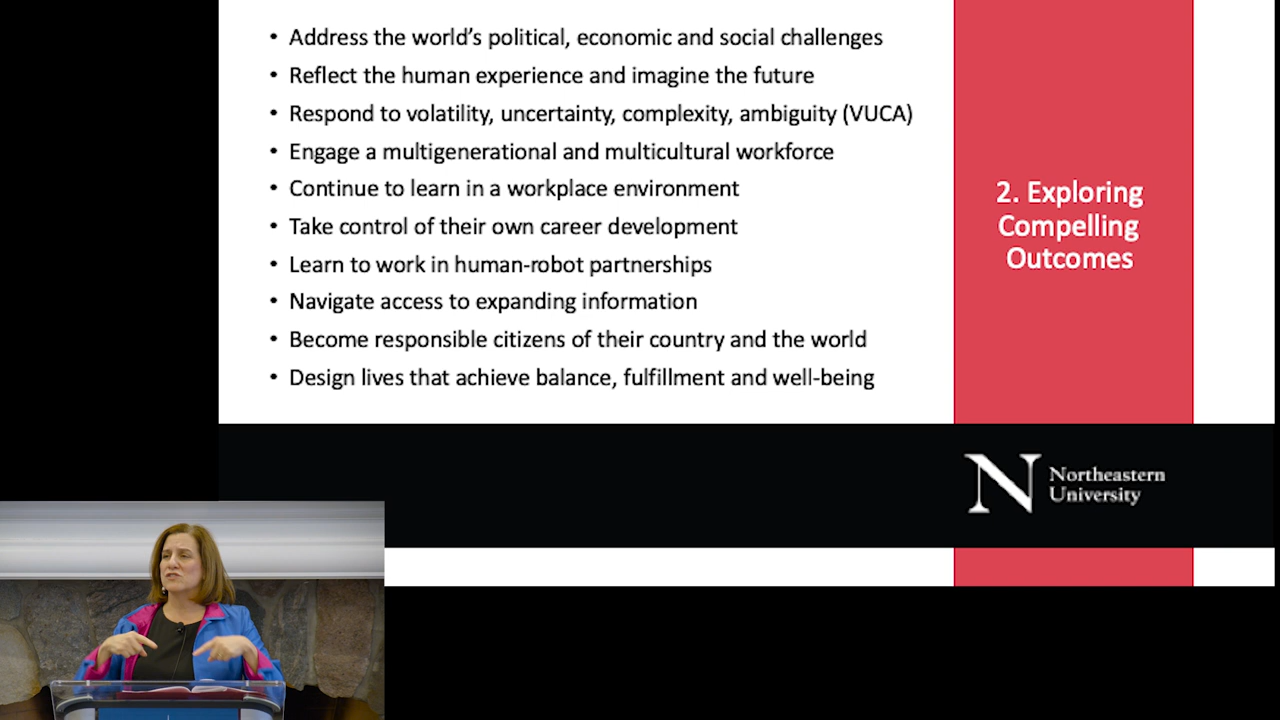 • Address the world's political, economic and social challenges
• Reflect the human experience and imagine the future
• Respond to volatility, uncertainty, complexity, ambiguity (VUCA)
• Engage a multigenerational and multicultural workforce
• Continue to learn in a workplace environment
• Take control of their own career development
• Learn to work in human-robot partnerships
• Navigate access to expanding information
• Become responsible citizens of their country and the world
• Design lives that achieve balance, fulfillment and well-being
2. Exploring
Compelling
Outcomes
N Northeastern
University